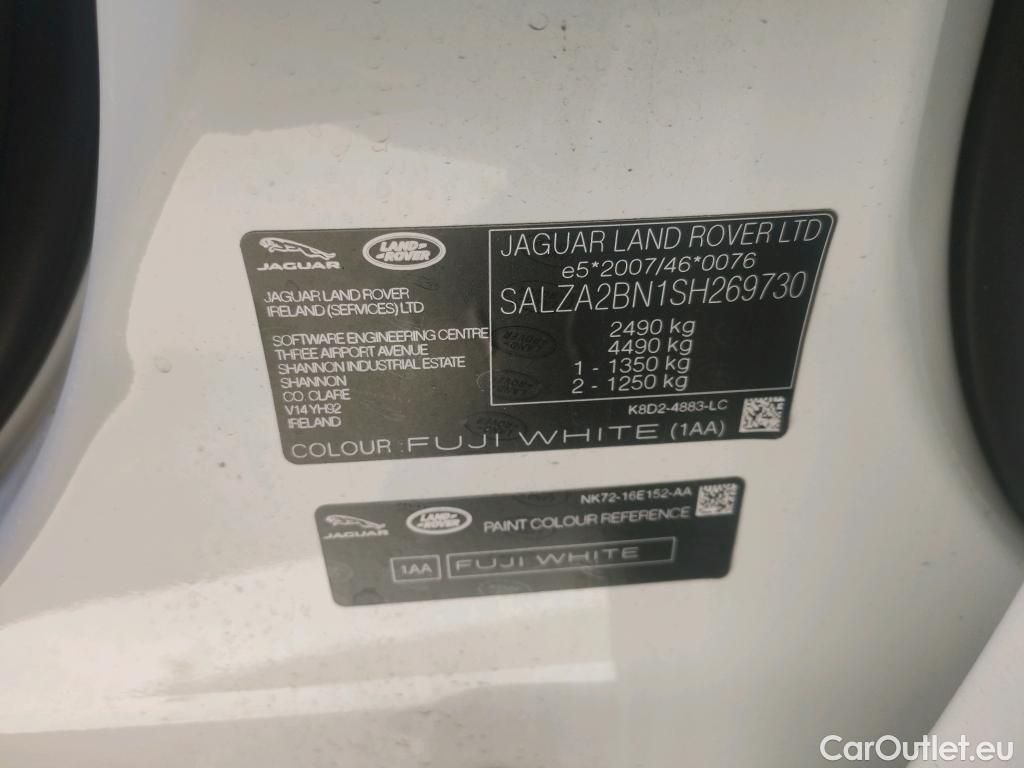 JAGUAR
LAND
ROVER
JAGUAR LAND ROVER
IRELAND (SERVICES) LTD
SOFTWARE ENGINEERING CENTRE
THREE AIRPORT AVENUE
SHANNON INDUSTRIAL ESTATE
SHANNON
CO. CLARE
V14 YH92
IRELAND
JAGUAR LAND ROVER LTD
e5*2007/46*0076
SALZA2BN1SH269730
2490 kg
4490 kg
1 - 1350 kg
2 - 1250 kg
K8D2-4883-LC
COLOUR : FUJI WHITE (1AA)
NK72-16E152-AA
JAGUAR
LAND
ROVER
PAINT COLOUR REFERENCE
1AA FUJI WHITE
CarOutlet.eu